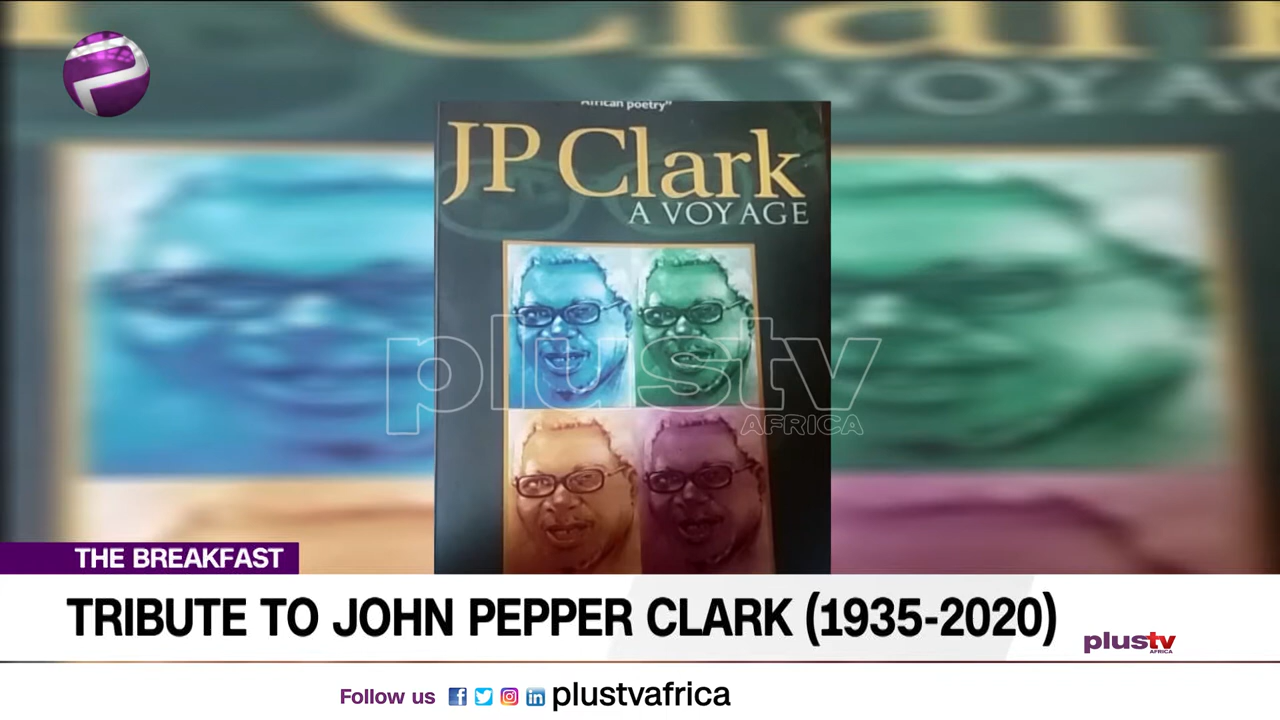 African poetry"
JP Clark
A VOYAGE
plustv
AFRICA
THE BREAKFAST
TRIBUTE TO JOHN PEPPER CLARK (1935-2020)
plustv
AFRICA
Follow us plustvafrica